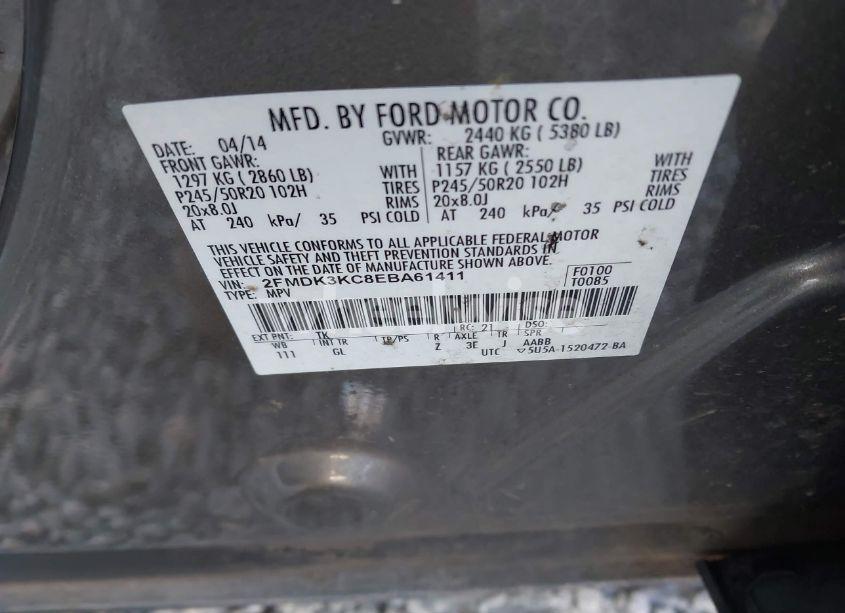 MFD. BY FORD MOTOR CO.
DATE: 04/14 GVWR: 2440 KG ( 5380 LB)
FRONT GAWR: REAR GAWR:
1297 KG ( 2860 LB) WITH 1157 KG ( 2550 LB) WITH
P245/50R20 102H TIRES P245/50R20 102H TIRES
20x8.0J RIMS 20x8.0J RIMS
AT 240 kPa/ 35 PSI COLD AT 240 kPa/ 35 PSI COLD
THIS VEHICLE CONFORMS TO ALL APPLICABLE FEDERAL MOTOR
VEHICLE SAFETY AND THEFT PREVENTION STANDARDS IN
EFFECT ON THE DATE OF MANUFACTURE SHOWN ABOVE.
VIN: 2FMDK3KC8EBA61411 F0100
TYPE: MPV T0085
EXT PNT: TK RC: 21 DSO:
WB INT TR TP/PS R AXLE TR SPR
111 GL Z 3E J AABB
UTC ▽5U5A-1520472-BA